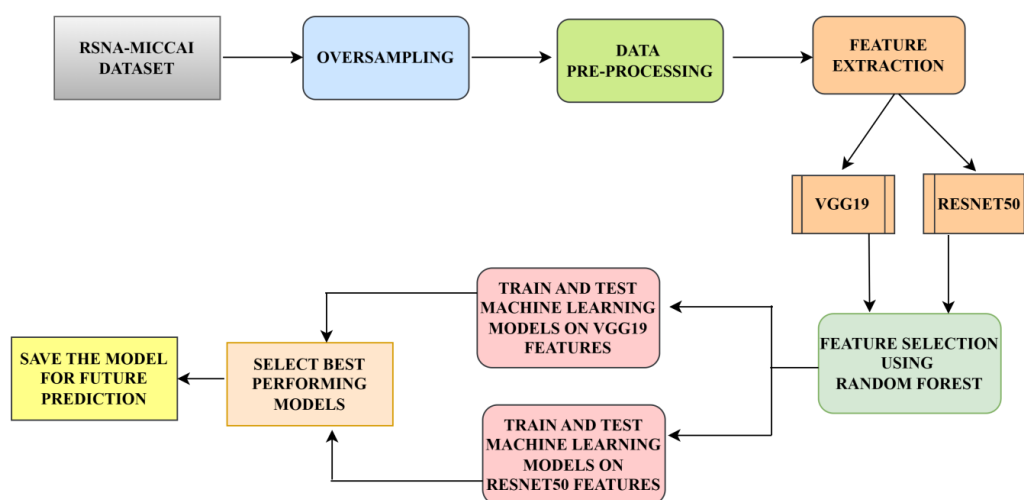 RSNA-MICCAI
DATASET
OVERSAMPLING
DATA
PRE-PROCESSING
FEATURE
EXTRACTION
VGG19
RESNET50
FEATURE SELECTION
USING
RANDOM FOREST
TRAIN AND TEST
MACHINE LEARNING
MODELS ON VGG19
FEATURES
TRAIN AND TEST
MACHINE LEARNING
MODELS ON
RESNET50 FEATURES
SELECT BEST
PERFORMING
MODELS
SAVE THE MODEL
FOR FUTURE
PREDICTION